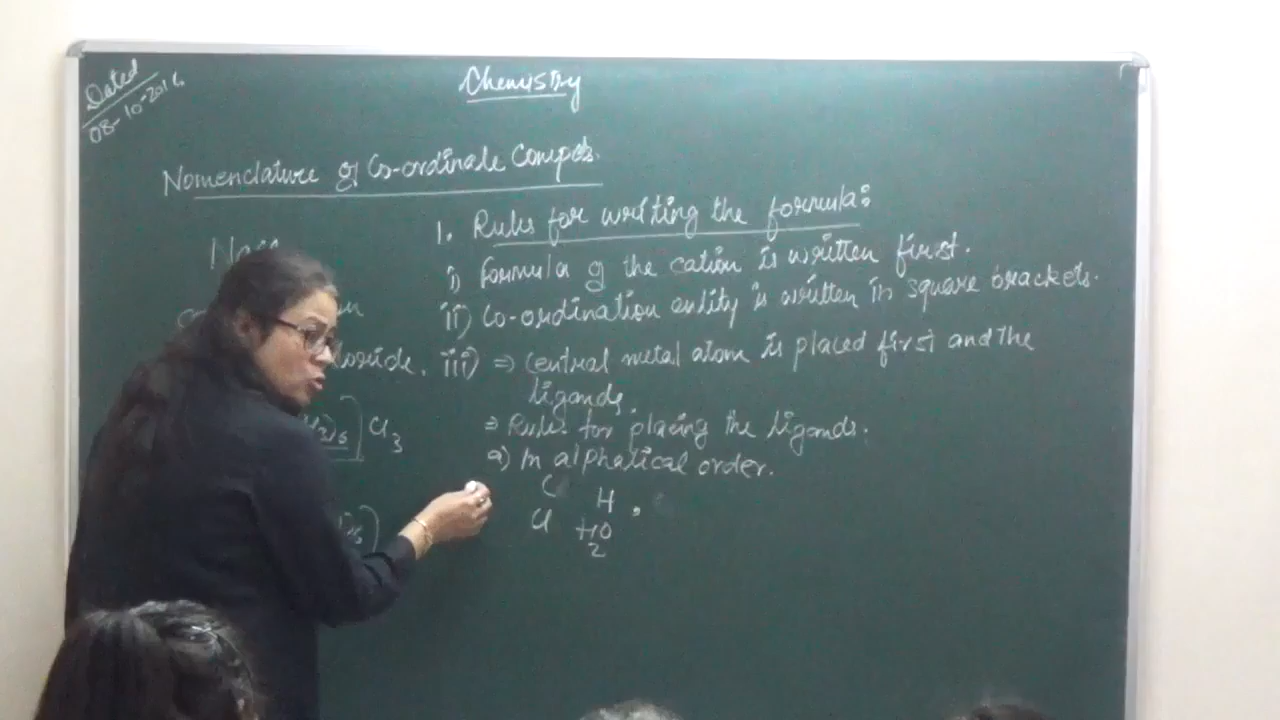 Dated
08-10-2016
Chemistry
Nomenclature of Co-ordinate Compds.
1. Rules for writing the formula:
i) Formula of the cation is written first.
ii) Co-ordination entity is written in square brackets.
iii) ⇒ Central metal atom is placed first and the
ligands.
⇒ Rules for placing the ligands:
a) In alphatical order.
C H ,
Cl H2O
] Cl3